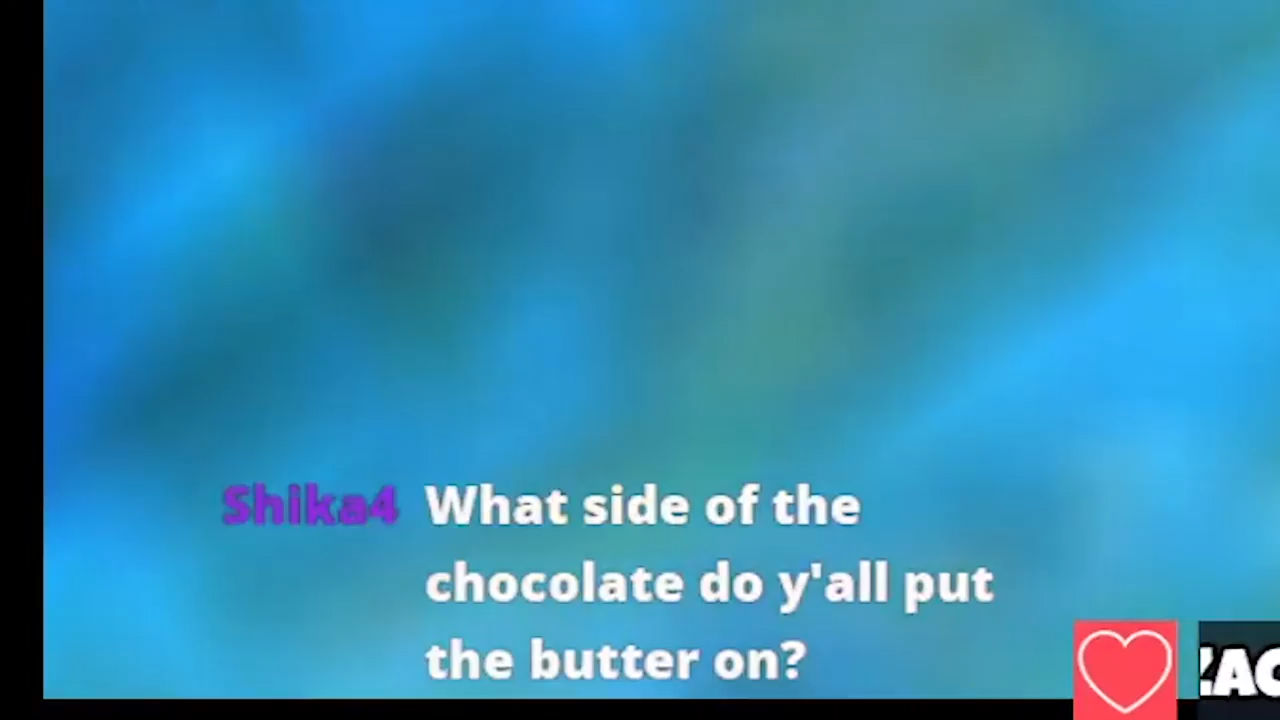 Shika4 What side of the
chocolate do y'all put
the butter on?